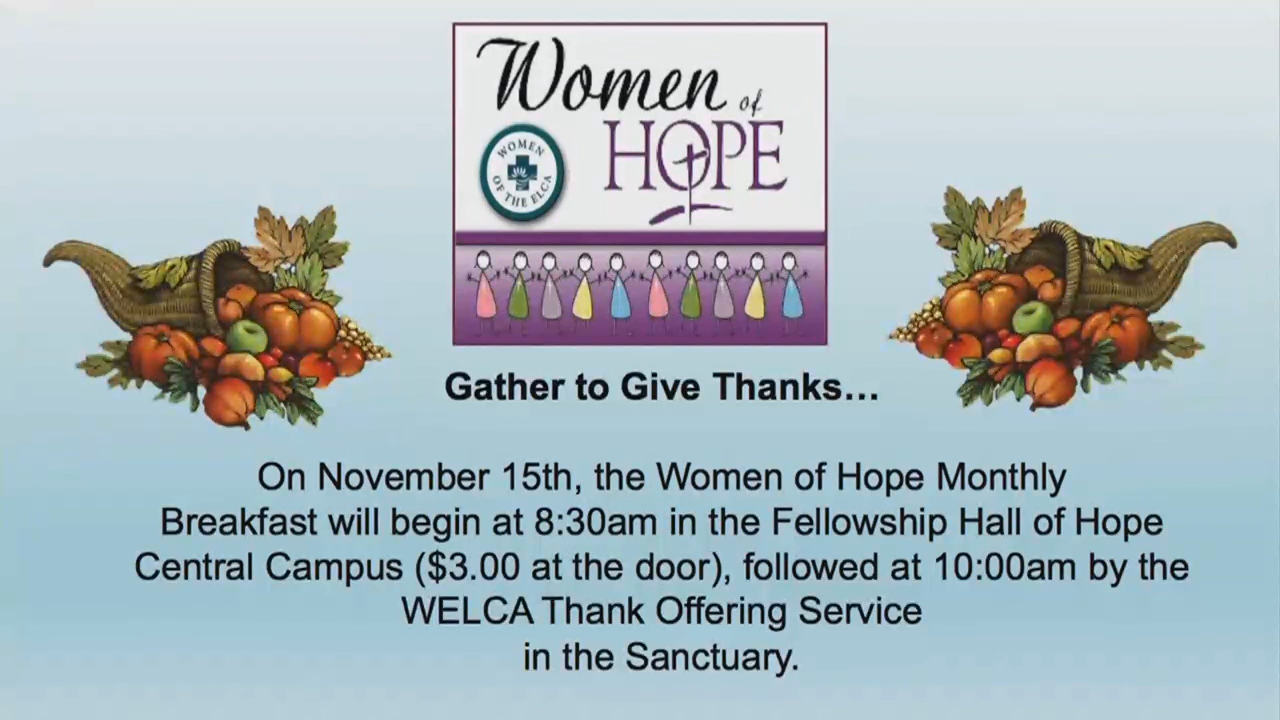 Women of
HOPE
WOMEN
OF THE ELCA
Gather to Give Thanks...
On November 15th, the Women of Hope Monthly
Breakfast will begin at 8:30am in the Fellowship Hall of Hope
Central Campus ($3.00 at the door), followed at 10:00am by the
WELCA Thank Offering Service
in the Sanctuary.